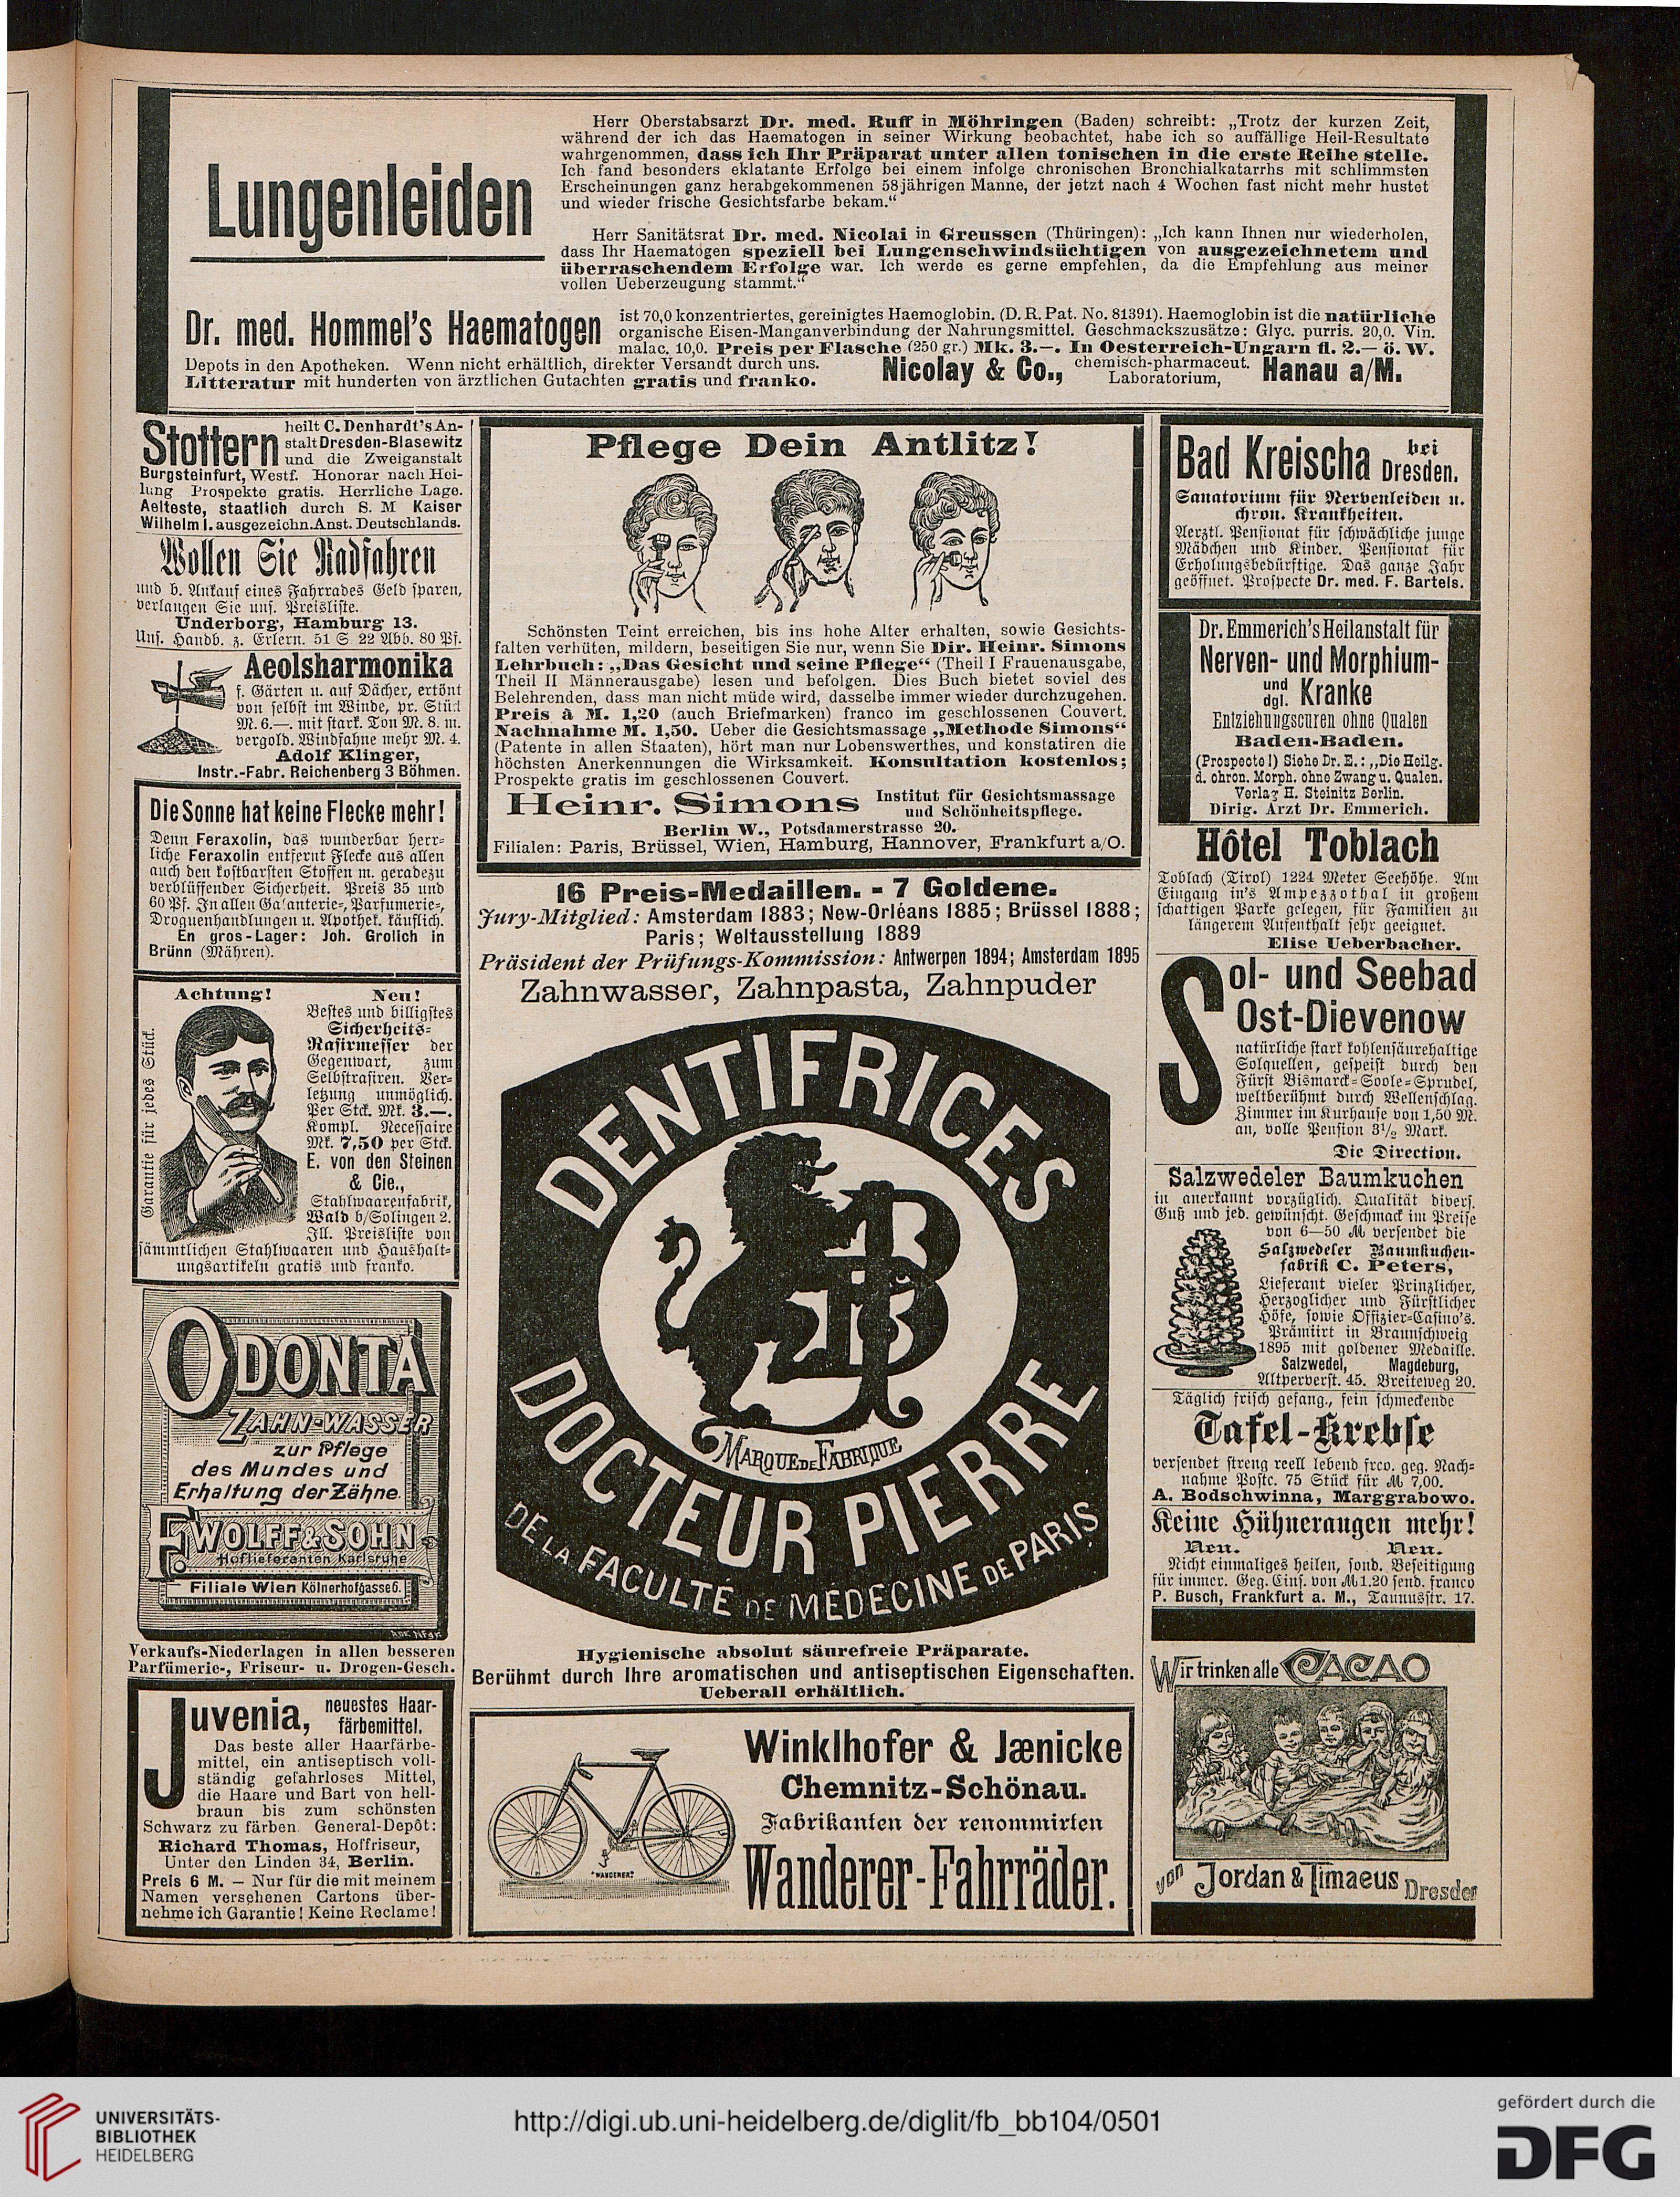 Lungenleiden
Herr Oberstabsarzt Dr. med. Ruff in Möhringen (Baden) schreibt: „Trotz der kurzen Zeit,
während der ich das Haematogen in seiner Wirkung beobachtet, habe ich so auffällige Heil-Resultate
wahrgenommen, dass ich Ihr Präparat unter allen tonischen in die erste Reihe stelle.
Ich fand besonders eklatante Erfolge bei einem infolge chronischen Bronchialkatarrhs mit schlimmsten
Erscheinungen ganz herabgekommenen 58jährigen Manne, der jetzt nach 4 Wochen fast nicht mehr hustet
und wieder frische Gesichtsfarbe bekam.“
Herr Sanitätsrat Dr. med. Nicolai in Greussen (Thüringen): „Ich kann Ihnen nur wiederholen,
dass Ihr Haematogen speziell bei Lungenschwindsüchtigen von ausgezeichnetem und
überraschendem Erfolge war. Ich werde es gerne empfehlen, da die Empfehlung aus meiner
vollen Ueberzeugung stammt.“
Dr. med. Hommel's Haematogen
ist 70,0 konzentriertes, gereinigtes Haemoglobin. (D. R. Pat. No. 81391). Haemoglobin ist die natürliche
organische Eisen-Manganverbindung der Nahrungsmittel. Geschmackszusätze: Glyc. purris. 20,0. Vin.
malac. 10,0. Preis per Flasche (250 gr.) Mk. 3.—. In Oesterreich-Ungarn fl. 2.— ö. W.
Depots in den Apotheken. Wenn nicht erhältlich, direkter Versandt durch uns.
Litteratur mit hunderten von ärztlichen Gutachten gratis und franko.
Nicolay & Co., chemisch-pharmaceut. Laboratorium, Hanau a/M.
Stottern
heilt C. Denhardt's An-
stalt Dresden-Blasewitz
und die Zweiganstalt
Burgsteinfurt, Westf. Honorar nach Hei-
lung Prospekte gratis. Herrliche Lage.
Aelteste, staatlich durch S. M Kaiser
Wilhelm I. ausgezeichn. Anst. Deutschlands.
Wollen Sie Radfahren
und b. Ankauf eines Fahrrades Geld sparen,
verlangen Sie uns. Preisliste.
Underborg, Hamburg 13.
Uns. Handb. z. Erlern. 51 S 22 Abb. 80 Pf.
Aeolsharmonika
f. Gärten u. auf Dächer, ertönt
von selbst im Winde, pr. Stück
M. 6.—. mit stark. Ton M. 8. m.
vergold. Windfahne mehr M. 4.
Adolf Klinger,
Instr.-Fabr. Reichenberg 3 Böhmen.
Die Sonne hat keine Flecke mehr!
Denn Feraxolin, das wunderbar herr-
liche Feraxolin entfernt Flecke aus allen
auch den kostbarsten Stoffen m. geradezu
verblüffender Sicherheit. Preis 35 und
60 Pf. In allen Galanterie-, Parfumerie-,
Droguenhandlungen u. Apothek. käuflich.
En gros-Lager: Joh. Grolich in
Brünn (Mähren).
Achtung! Neu!
Garantie für jedes Stück.
Bestes und billigstes
Sicherheits-
Rasirmesser der
Gegenwart, zum
Selbstrasiren. Ver-
letzung unmöglich.
Per Stck. Mk. 3.—.
Kompl. Necessaire
Mk. 7,50 per Stck.
E. von den Steinen
& Cie.,
Stahlwaarenfabrik,
Wald b/Solingen 2.
Ill. Preisliste von
sämmtlichen Stahlwaaren und Haushalt-
ungsartikeln gratis und franko.
ODONTA
ZAHN-WASSER
zur Pflege
des Mundes und
Erhaltung der Zähne.
F. WOLFF & SOHN
Hoflieferanten Karlsruhe
Filiale Wien Kölnerhofgasse 6.
Verkaufs-Niederlagen in allen besseren
Parfümerie-, Friseur- u. Drogen-Gesch.
Juvenia, neuestes Haar-
färbemittel.
Das beste aller Haarfärbe-
mittel, ein antiseptisch voll-
ständig gefahrloses Mittel,
die Haare und Bart von hell-
braun bis zum schönsten
Schwarz zu färben General-Depôt:
Richard Thomas, Hoffriseur,
Unter den Linden 34, Berlin.
Preis 6 M. — Nur für die mit meinem
Namen versehenen Cartons über-
nehme ich Garantie! Keine Reclame!
Pflege Dein Antlitz!
Schönsten Teint erreichen, bis ins hohe Alter erhalten, sowie Gesichts-
falten verhüten, mildern, beseitigen Sie nur, wenn Sie Dir. Heinr. Simons
Lehrbuch: „Das Gesicht und seine Pflege“ (Theil I Frauenausgabe,
Theil II Männerausgabe) lesen und befolgen. Dies Buch bietet soviel des
Belehrenden, dass man nicht müde wird, dasselbe immer wieder durchzugehen.
Preis à M. 1,20 (auch Briefmarken) franco im geschlossenen Couvert.
Nachnahme M. 1,50. Ueber die Gesichtsmassage „Methode Simons“
(Patente in allen Staaten), hört man nur Lobenswerthes, und konstatiren die
höchsten Anerkennungen die Wirksamkeit. Konsultation kostenlos;
Prospekte gratis im geschlossenen Couvert.
Heinr. Simons Institut für Gesichtsmassage
und Schönheitspflege.
Berlin W., Potsdamerstrasse 20.
Filialen: Paris, Brüssel, Wien, Hamburg, Hannover, Frankfurt a/O.
16 Preis-Medaillen. - 7 Goldene.
Jury-Mitglied: Amsterdam 1883; New-Orléans 1885; Brüssel 1888;
Paris; Weltausstellung 1889
Präsident der Prüfungs-Kommission: Antwerpen 1894; Amsterdam 1895
Zahnwasser, Zahnpasta, Zahnpuder
DENTIFRICES
MARQUE DE FABRIQUE
DOCTEUR PIERRE
DE LA FACULTE DE MEDECINE DE PARIS
Hygienische absolut säurefreie Präparate.
Berühmt durch Ihre aromatischen und antiseptischen Eigenschaften.
Ueberall erhältlich.
"WANDERER"
Winklhofer & Jænicke
Chemnitz-Schönau.
Fabrikanten der renommirten
Wanderer-Fahrräder.
Bad Kreischa bei Dresden.
Sanatorium für Nervenleiden u.
chron. Krankheiten.
Aerztl. Pensionat für schwächliche junge
Mädchen und Kinder. Pensionat für
Erholungsbedürftige. Das ganze Jahr
geöffnet. Prospecte Dr. med. F. Bartels.
Dr. Emmerich's Heilanstalt für
Nerven- und Morphium-
und dgl. Kranke
Entziehungscuren ohne Qualen
Baden-Baden.
(Prospecte!) Siehe Dr. E.: „Die Heilg.
d. chron. Morph. ohne Zwang u. Qualen.
Verlag H. Steinitz Berlin.
Dirig. Arzt Dr. Emmerich.
Hôtel Toblach
Toblach (Tirol) 1224 Meter Seehöhe. Am
Eingang in's Ampezzothal in großem
schattigen Parke gelegen, für Familien zu
längerem Aufenthalt sehr geeignet.
Elise Ueberbacher.
Sol- und Seebad
Ost-Dievenow
natürliche stark kohlensäurehaltige
Solquellen, gespeist durch den
Fürst Bismarck-Soole-Sprudel,
weltberühmt durch Wellenschlag.
Zimmer im Kurhause von 1,50 M.
an, volle Pension 3½ Mark.
Die Direction.
Salzwedeler Baumkuchen
in anerkannt vorzüglich. Qualität divers.
Guß und jed. gewünscht. Geschmack im Preise
von 6—50 M versendet die
Salzwedeler Baumkuchen-
fabrik C. Peters,
Lieferant vieler Prinzlicher,
Herzoglicher und Fürstlicher
Höfe, sowie Offizier-Casino's.
Prämiirt in Braunschweig
1895 mit goldener Medaille.
Salzwedel, Magdeburg,
Altperverst. 45. Breiteweg 20.
Täglich frisch gefang., fein schmeckende
Tafel-Krebse
versendet streng reell lebend frco. geg. Nach-
nahme Postc. 75 Stück für M 7,00.
A. Bodschwinna, Marggrabowo.
Keine Hühneraugen mehr!
Neu. Neu.
Nicht einmaliges heilen, sond. Beseitigung
für immer. Geg. Eins. von M 1.20 send. franco
P. Busch, Frankfurt a. M., Taunusstr. 17.
Wir trinken alle CACAO
von Jordan & Timaeus Dresden
UNIVERSITÄTS-
BIBLIOTHEK
HEIDELBERG
http://digi.ub.uni-heidelberg.de/diglit/fb_bb104/0501
gefördert durch die
DFG